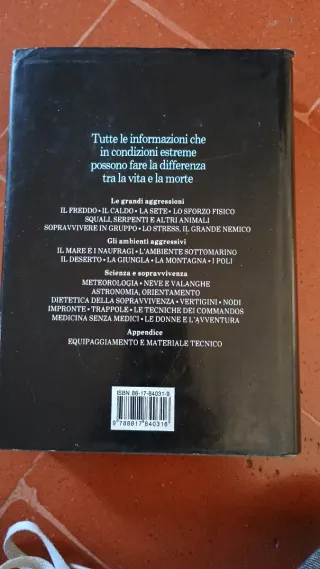 Tutte le informazioni che
in condizioni estreme
possono fare la differenza
tra la vita e la morte
Le grandi aggressioni
IL FREDDO • IL CALDO • LA SETE • LO SFORZO FISICO
SQUALI, SERPENTI E ALTRI ANIMALI
SOPRAVVIVERE IN GRUPPO • LO STRESS, IL GRANDE NEMICO
Gli ambienti aggressivi
IL MARE E I NAUFRAGI • L'AMBIENTE SOTTOMARINO
IL DESERTO • LA GIUNGLA • LA MONTAGNA • I POLI
Scienza e sopravvivenza
METEOROLOGIA • NEVE E VALANGHE
ASTRONOMIA, ORIENTAMENTO
DIETETICA DELLA SOPRAVVIVENZA • VERTIGINI • NODI
IMPRONTE • TRAPPOLE • LE TECNICHE DEI COMMANDOS
MEDICINA SENZA MEDICI • LE DONNE E L'AVVENTURA
Appendice
EQUIPAGGIAMENTO E MATERIALE TECNICO
ISBN 88-17-84031-9
9 788817 840316